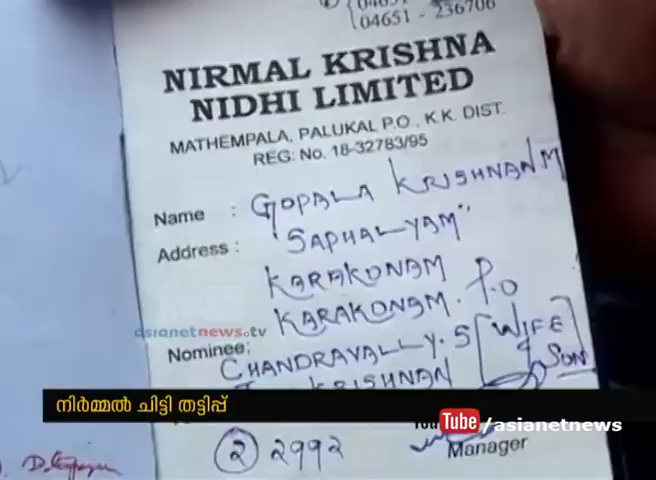 04651 - 236706
NIRMAL KRISHNA
NIDHI LIMITED
MATHEMPALA, PALUKAL P.O., K.K. DIST.
REG: No. 18-32783/95
Name : GOPALA KRISHNAN M
Address : "SAPHALYAM"
KARAKONAM
KARAKONAM. P.O
asianetnews.tv
Nominee: CHANDRAVALLY. S [WIFE
& SON]
KRISHNAN
നിർമ്മൽ ചിട്ടി തട്ടിപ്പ്
YouTube /asianetnews
2 2992
Manager